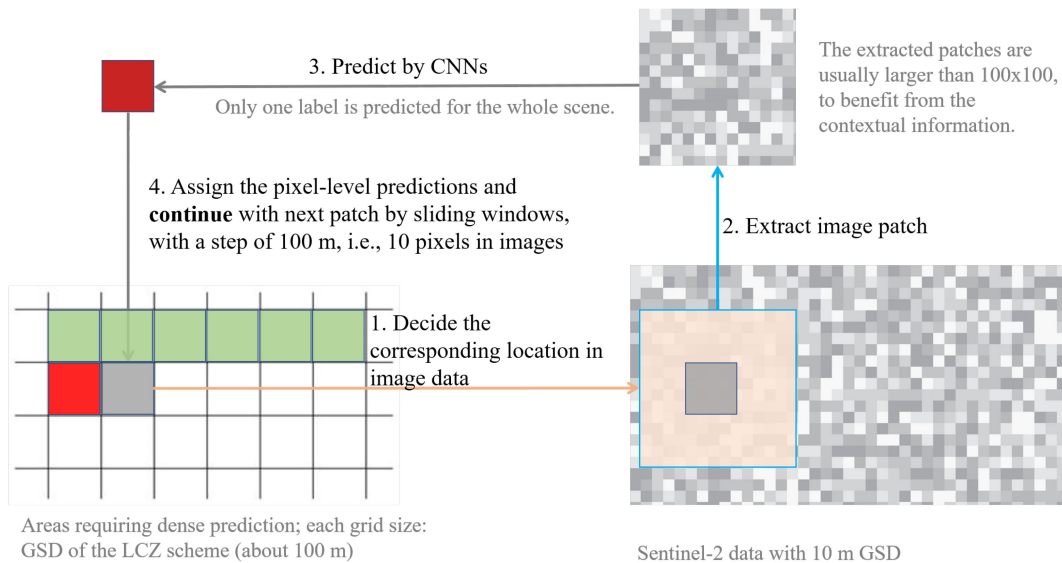 3. Predict by CNNs
Only one label is predicted for the whole scene.
The extracted patches are
usually larger than 100x100,
to benefit from the
contextual information.
4. Assign the pixel-level predictions and
continue with next patch by sliding windows,
with a step of 100 m, i.e., 10 pixels in images
2. Extract image patch
1. Decide the
corresponding location in
image data
Areas requiring dense prediction; each grid size:
GSD of the LCZ scheme (about 100 m)
Sentinel-2 data with 10 m GSD